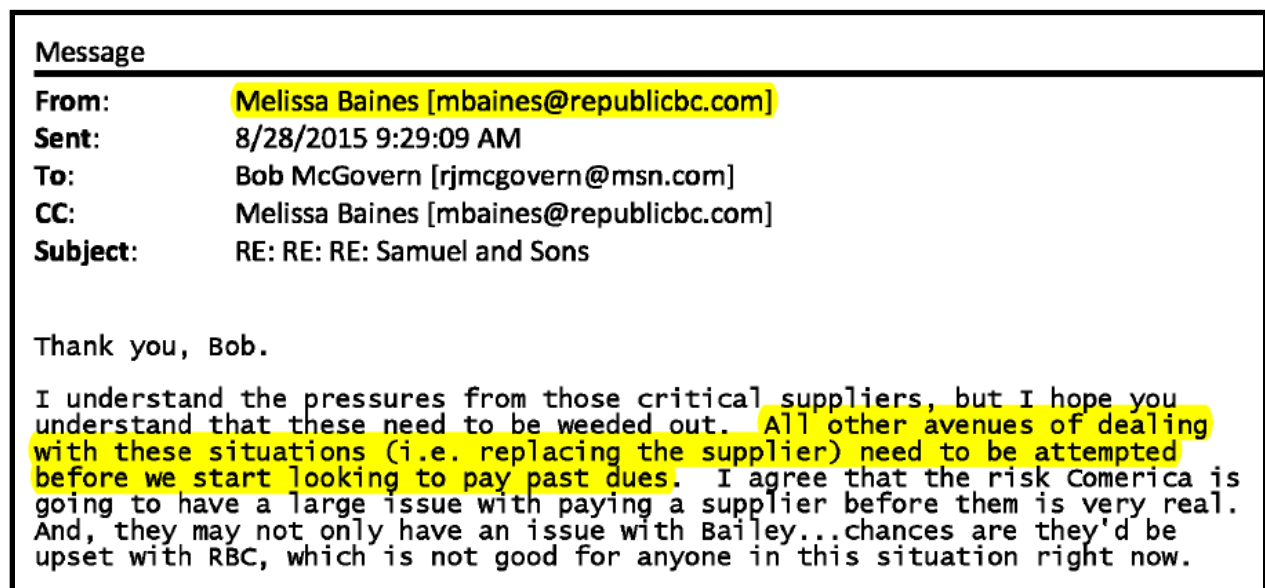 Message
From: Melissa Baines [mbaines@republicbc.com]
Sent: 8/28/2015 9:29:09 AM
To: Bob McGovern [rjmcgovern@msn.com]
CC: Melissa Baines [mbaines@republicbc.com]
Subject: RE: RE: RE: Samuel and Sons
Thank you, Bob.
I understand the pressures from those critical suppliers, but I hope you
understand that these need to be weeded out.  All other avenues of dealing
with these situations (i.e. replacing the supplier) need to be attempted
before we start looking to pay past dues.  I agree that the risk Comerica is
going to have a large issue with paying a supplier before them is very real.
And, they may not only have an issue with Bailey...chances are they'd be
upset with RBC, which is not good for anyone in this situation right now.